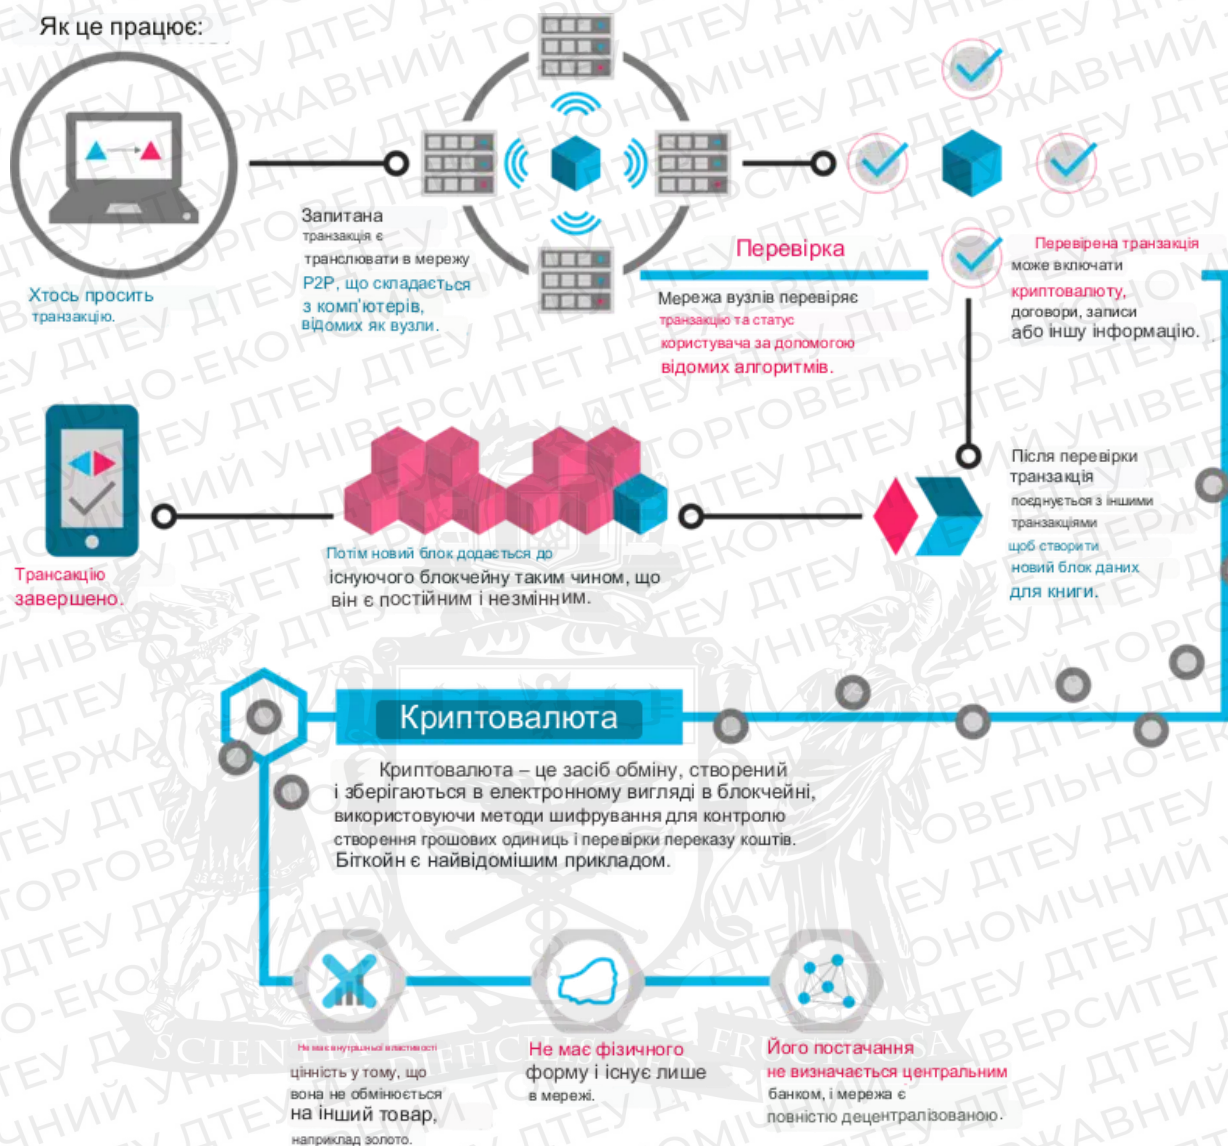 Як це працює:
Хтось просить
транзакцію.
Запитана
транзакція є
транслювати в мережу
P2P, що складається
з комп'ютерів,
відомих як вузли.
Перевірка
Мережа вузлів перевіряє
транзакцію та статус
користувача за допомогою
відомих алгоритмів.
Перевірена транзакція
може включати
криптовалюту,
договори, записи
або іншу інформацію.
Після перевірки
транзакція
поєднується з іншими
транзакціями
щоб створити
новий блок даних
для книги.
Потім новий блок додається до
існуючого блокчейну таким чином, що
він є постійним і незмінним.
Трансакцію
завершено.
Криптовалюта
Криптовалюта – це засіб обміну, створений
і зберігаються в електронному вигляді в блокчейні,
використовуючи методи шифрування для контролю
створення грошових одиниць і перевірки переказу коштів.
Біткойн є найвідомішим прикладом.
Не має внутрішньої властивості
цінність у тому, що
вона не обмінюється
на інший товар,
наприклад золото.
Не має фізичного
форму і існує лише
в мережі.
Його постачання
не визначається центральним
банком, і мережа є
повністю децентралізованою.